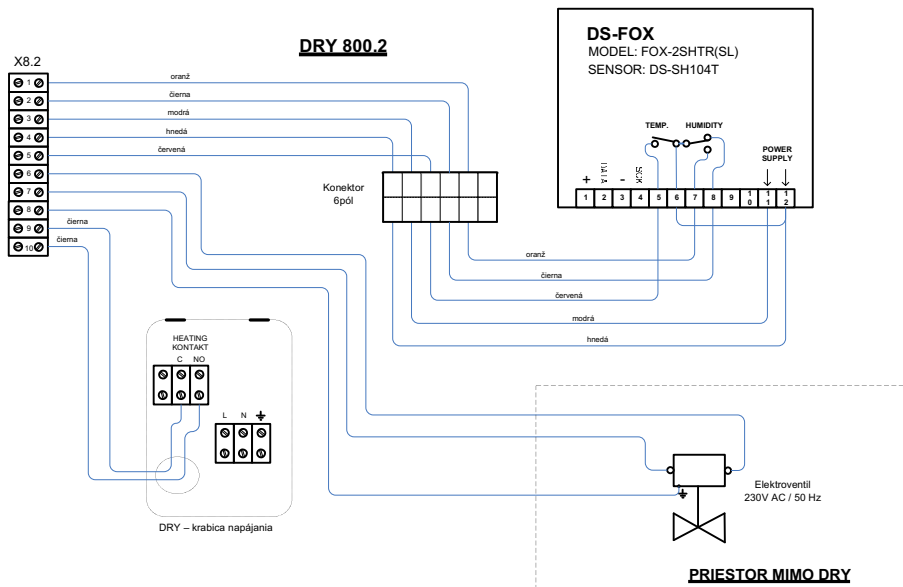 DRY 800.2
DS-FOX
MODEL: FOX-2SHTR(SL)
SENSOR: DS-SH104T
X8.2
1
2
3
4
5
6
7
8
9
10
oranž
čierna
modrá
hnedá
červená
čierna
čierna
Konektor
6pól
TEMP. HUMIDITY
POWER
SUPPLY
+ DATA - SCK
1 2 3 4 5 6 7 8 9 10 11 12
oranž
čierna
červená
modrá
hnedá
HEATING
KONTAKT
C NO
L N
DRY – krabica napájania
Elektroventil
230V AC / 50 Hz
PRIESTOR MIMO DRY